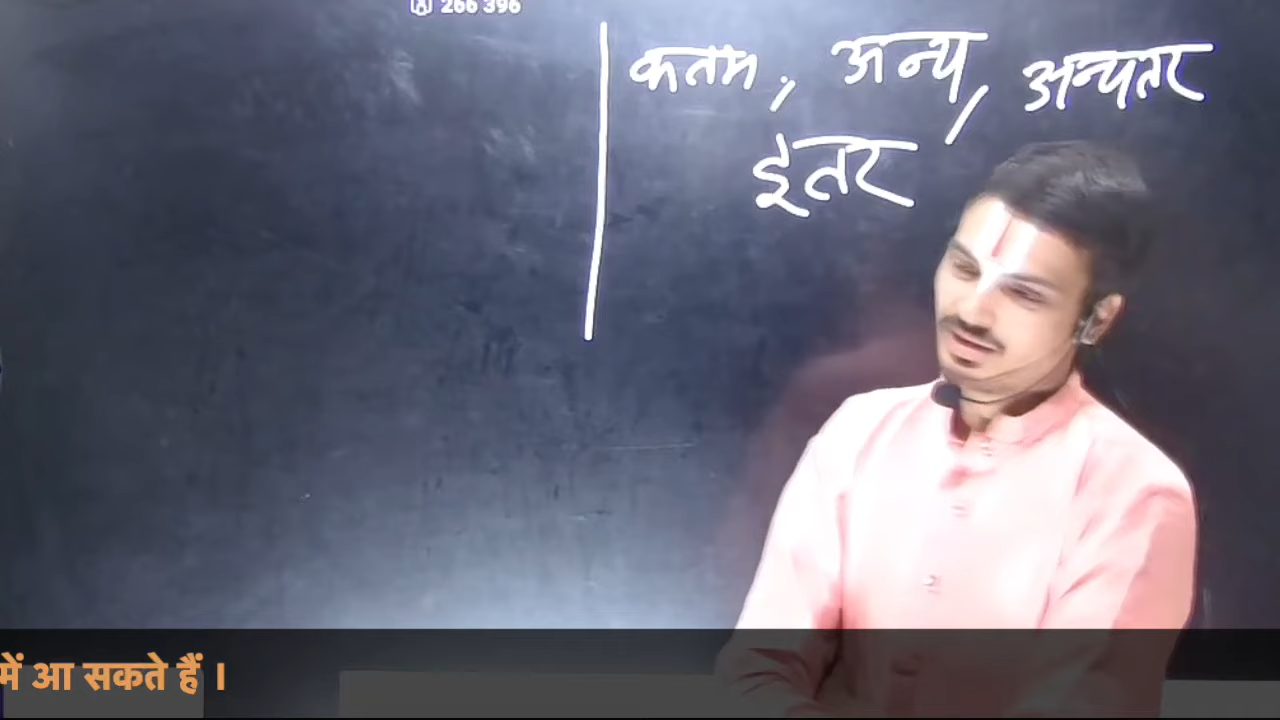 266 396
कतम, अन्य, अन्यतर
इतर
में आ सकते हैं ।